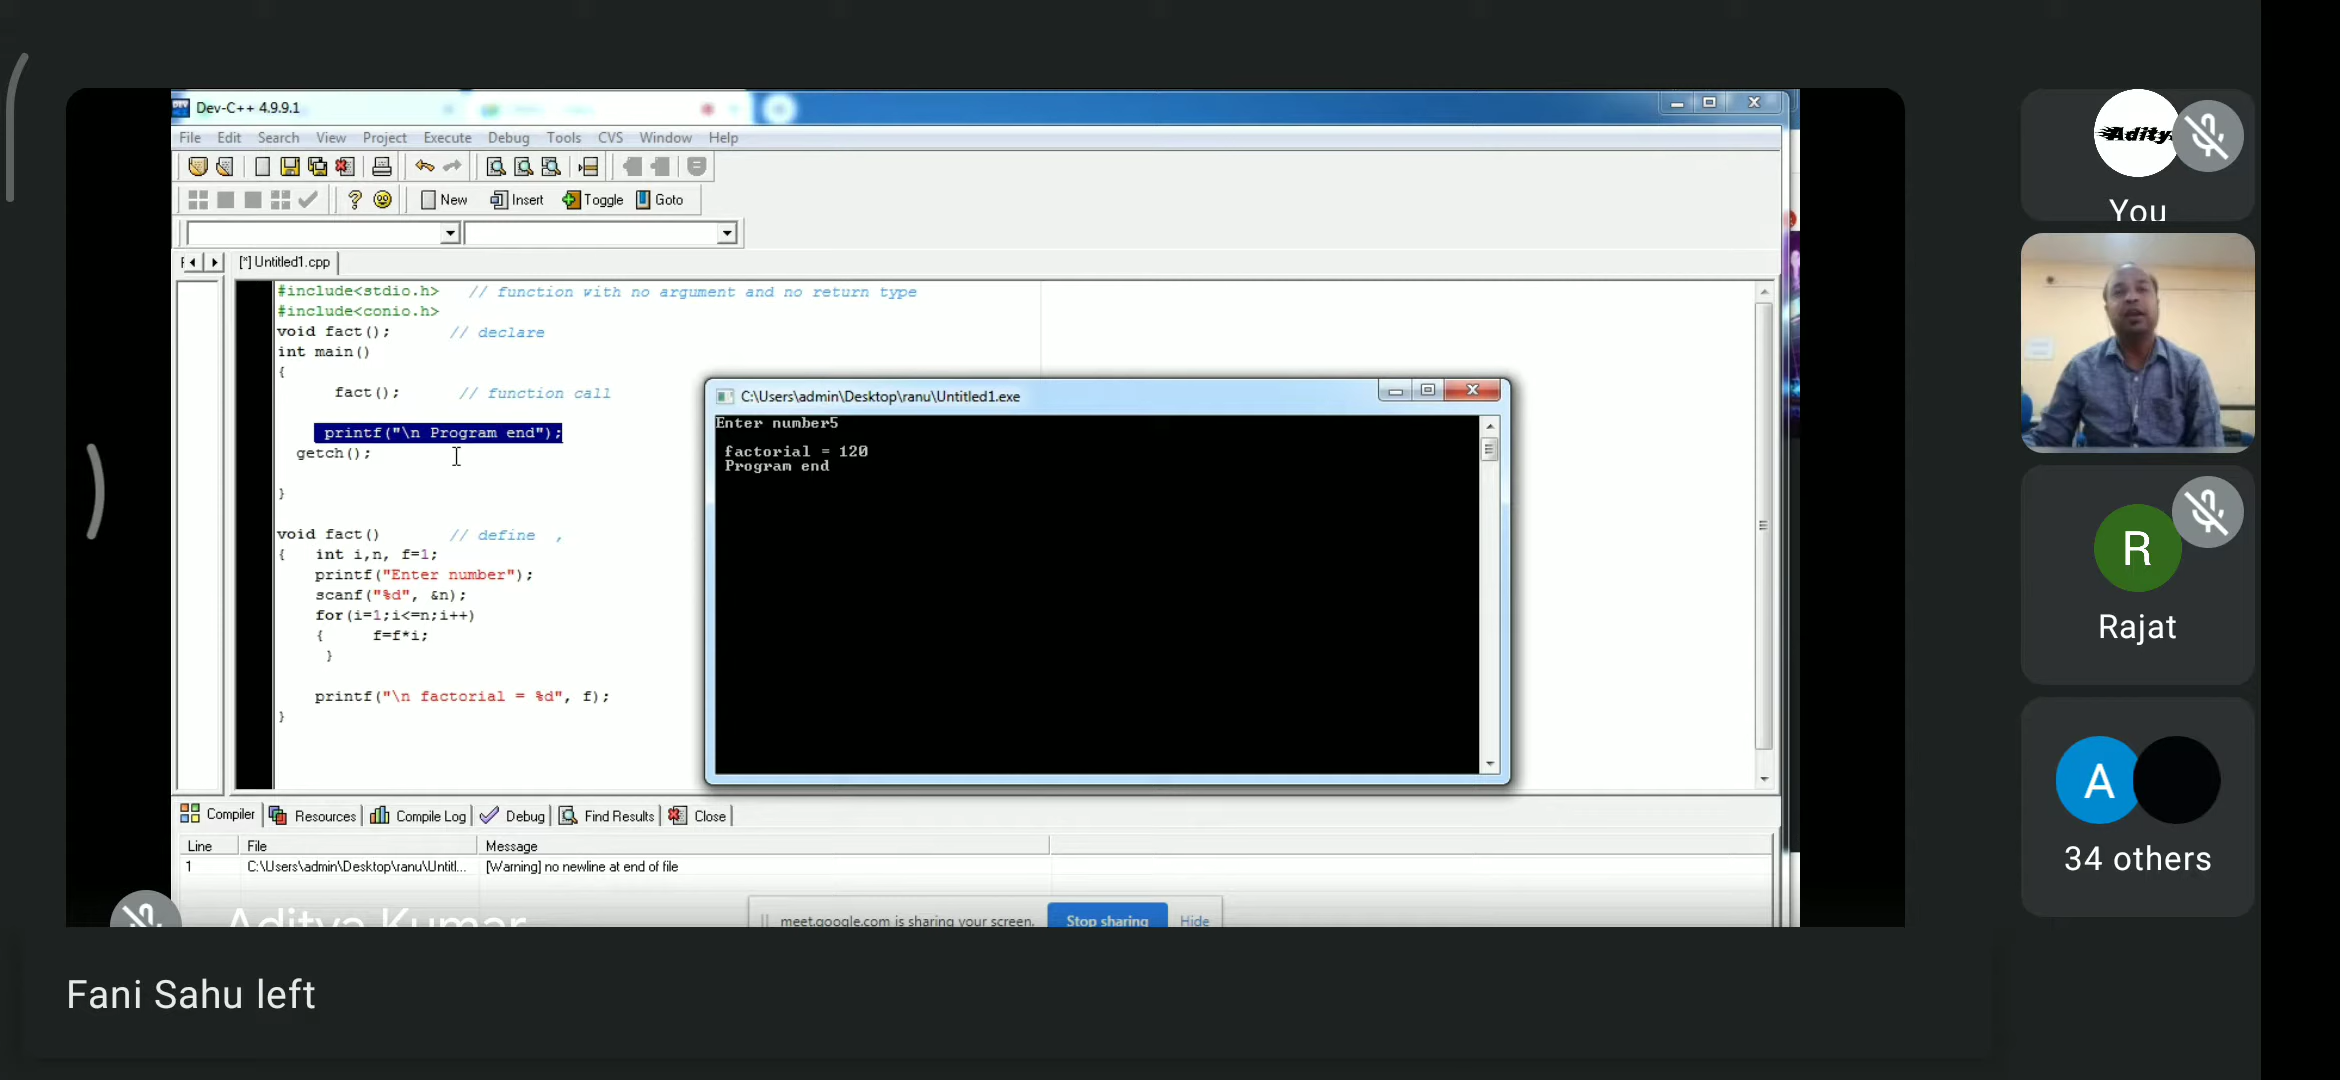 Dev-C++ 4.9.9.1
File Edit Search View Project Execute Debug Tools CVS Window Help
New Insert Toggle Goto
[*] Untitled1.cpp
#include<stdio.h> // function with no argument and no return type
#include<conio.h>
void fact(); // declare
int main()
{
fact(); // function call
printf("\n Program end");
getch();
}
void fact() // define ,
{ int i,n, f=1;
printf("Enter number");
scanf("%d", &n);
for(i=1;i<=n;i++)
{ f=f*i;
}
printf("\n factorial = %d", f);
}
C:\Users\admin\Desktop\ranu\Untitled1.exe
Enter number5
factorial = 120
Program end
Compiler Resources Compile Log Debug Find Results Close
Line File Message
1 C:\Users\admin\Desktop\ranu\Untitl... [Warning] no newline at end of file
meet.google.com is sharing your screen. Stop sharing Hide
Aditya Kumar
Fani Sahu left
Adity
You
R
Rajat
A
34 others